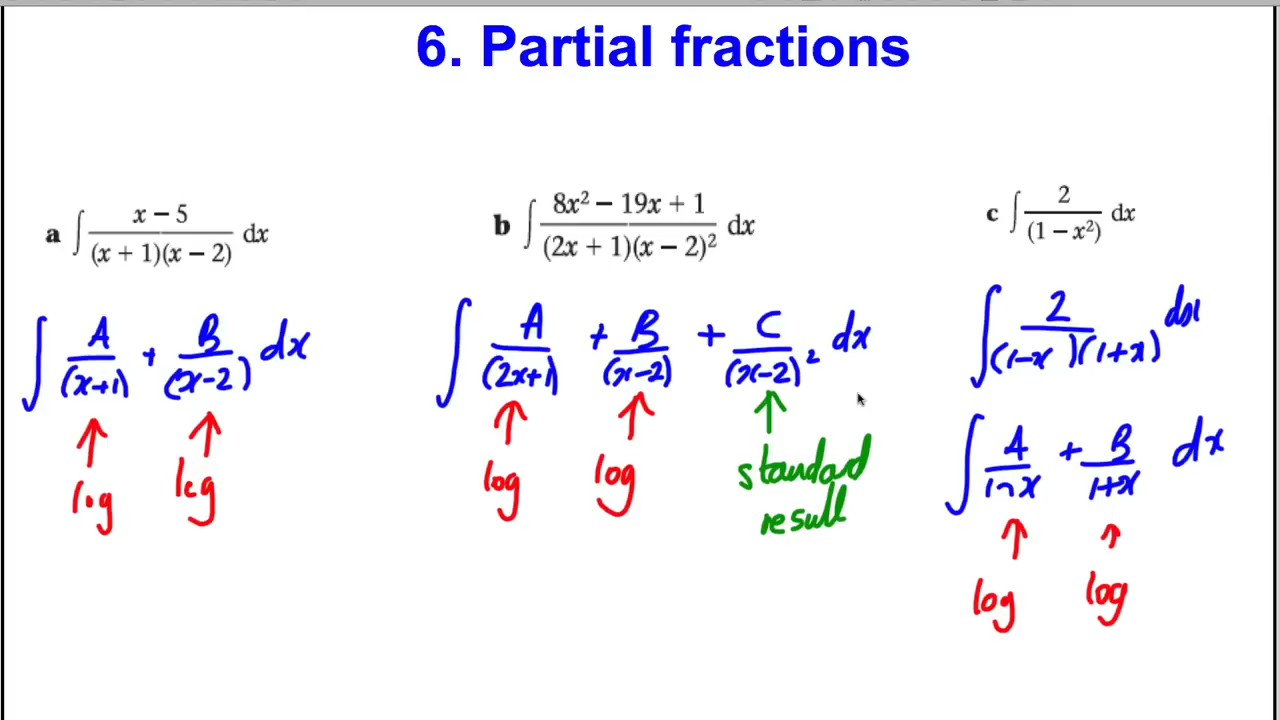 6. Partial fractions
a ∫ (x − 5)/((x + 1)(x − 2)) dx
∫ A/(x+1) + B/(x−2) dx
log log
b ∫ (8x² − 19x + 1)/((2x + 1)(x − 2)²) dx
∫ A/(2x+1) + B/(x−2) + C/(x−2)² dx
log log standard
result
c ∫ 2/(1 − x²) dx
∫ 2/((1−x)(1+x)) dx
∫ A/(1−x) + B/(1+x) dx
log log